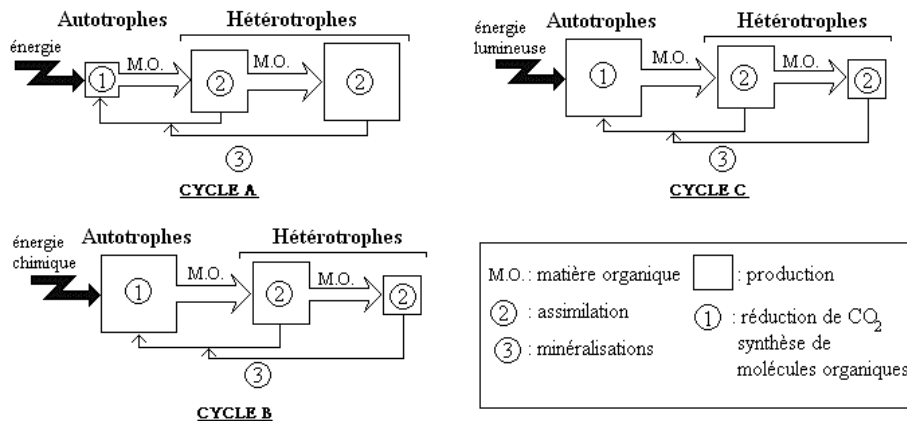 Autotrophes
Hétérotrophes
énergie
M.O.
M.O.
1
2
2
3
CYCLE A
Autotrophes
Hétérotrophes
énergie
lumineuse
M.O.
M.O.
1
2
2
3
CYCLE C
Autotrophes
Hétérotrophes
énergie
chimique
M.O.
M.O.
1
2
2
3
CYCLE B
M.O. : matière organique
: production
2 : assimilation
1 : réduction de CO2
synthèse de
molécules organiques
3 : minéralisations